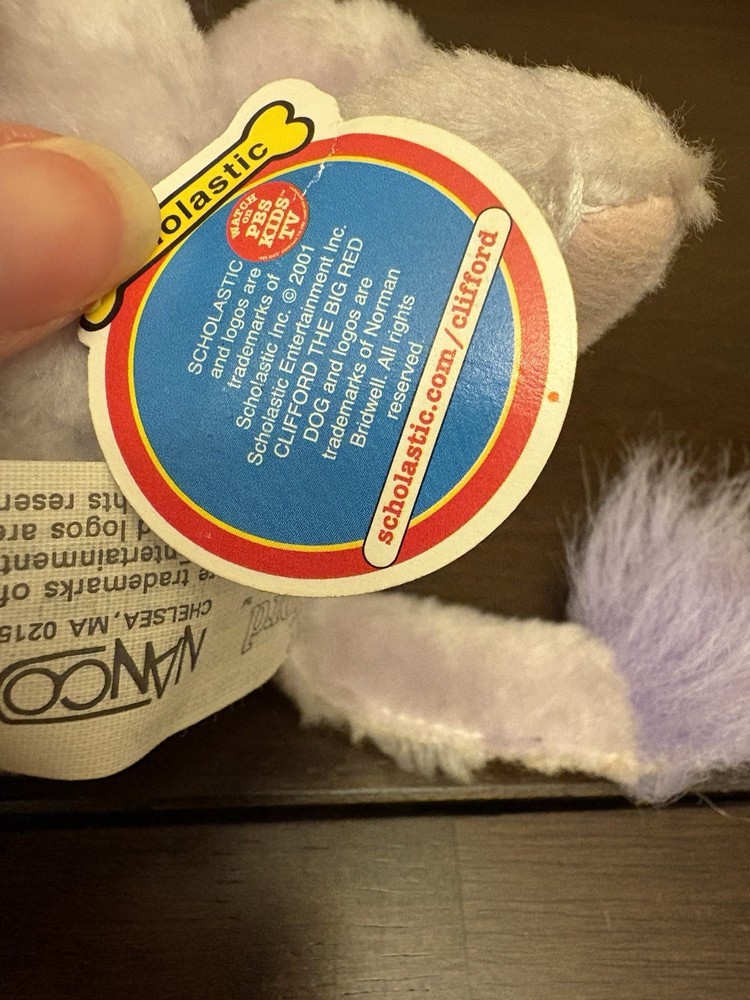 olastic
WATCH
on
PBS
KIDS™
TV
SCHOLASTIC
and logos are
trademarks of
Scholastic Inc. © 2001
Scholastic Entertainment Inc.
CLIFFORD THE BIG RED
DOG and logos are
trademarks of Norman
Bridwell. All rights
reserved
scholastic.com/clifford
NANCO
CHELSEA, MA 0215
e trademarks of
ntertainment
d logos are
hts reser